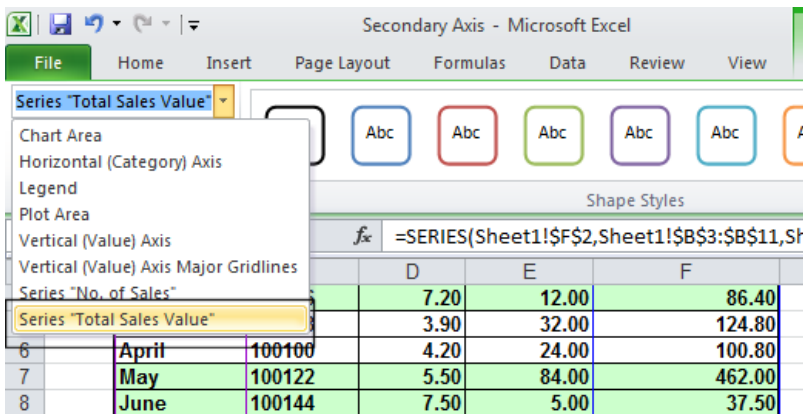 Secondary Axis - Microsoft Excel
File Home Insert Page Layout Formulas Data Review View
Series "Total Sales Value"
Abc Abc Abc Abc Abc
Chart Area
Horizontal (Category) Axis
Legend
Plot Area
Vertical (Value) Axis
Vertical (Value) Axis Major Gridlines
Series "No. of Sales"
Series "Total Sales Value"
Shape Styles
fx =SERIES(Sheet1!$F$2,Sheet1!$B$3:$B$11,Sh
D E F
7.20 12.00 86.40
3.90 32.00 124.80
6 April 100100 4.20 24.00 100.80
7 May 100122 5.50 84.00 462.00
8 June 100144 7.50 5.00 37.50